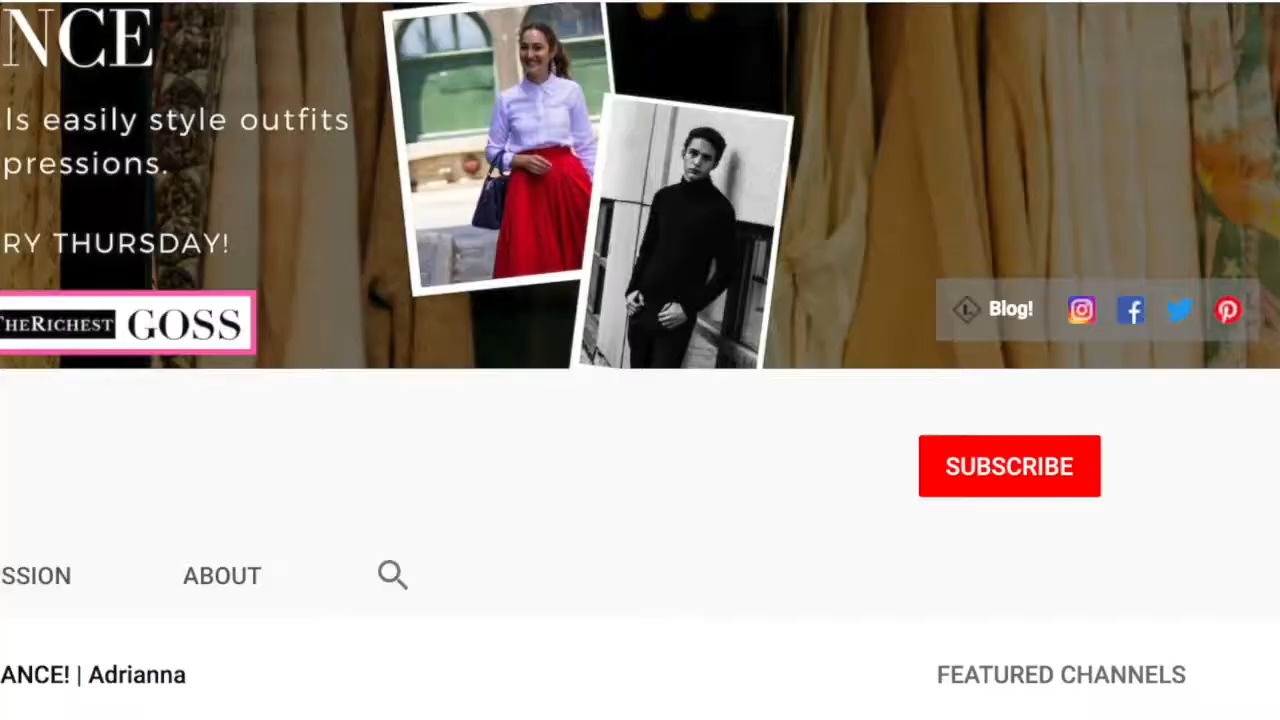 NCE
ls easily style outfits
pressions.
RY THURSDAY!
THERICHEST GOSS
L Blog!
SUBSCRIBE
SSION
ABOUT
ANCE! | Adrianna
FEATURED CHANNELS